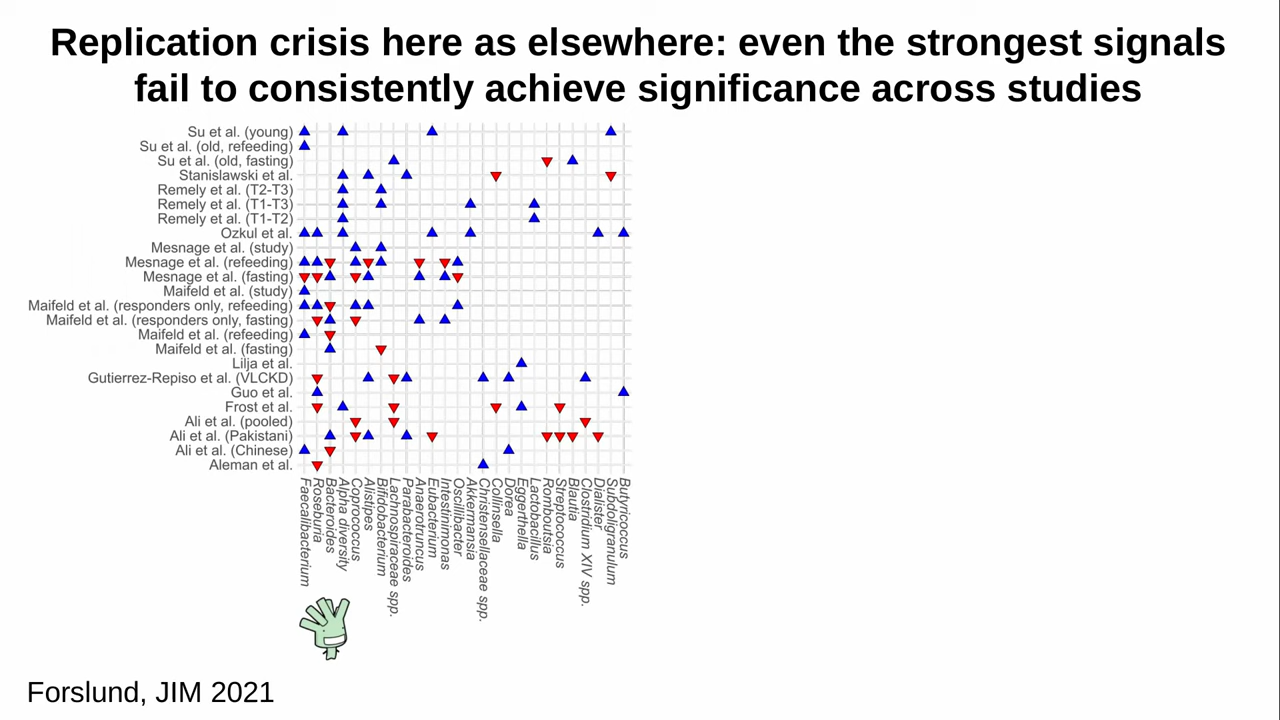 Replication crisis here as elsewhere: even the strongest signals
fail to consistently achieve significance across studies
Su et al. (young)
Su et al. (old, refeeding)
Su et al. (old, fasting)
Stanislawski et al.
Remely et al. (T2-T3)
Remely et al. (T1-T3)
Remely et al. (T1-T2)
Ozkul et al.
Mesnage et al. (study)
Mesnage et al. (refeeding)
Mesnage et al. (fasting)
Maifeld et al. (study)
Maifeld et al. (responders only, refeeding)
Maifeld et al. (responders only, fasting)
Maifeld et al. (refeeding)
Maifeld et al. (fasting)
Lilja et al.
Gutierrez-Repiso et al. (VLCKD)
Guo et al.
Frost et al.
Ali et al. (pooled)
Ali et al. (Pakistani)
Ali et al. (Chinese)
Aleman et al.
Faecalibacterium
Roseburia
Bacteroides
Alpha diversity
Coprococcus
Alistipes
Bifidobacterium
Lachnospiraceae spp.
Parabacteroides
Anaerotruncus
Eubacterium
Intestinimonas
Oscillibacter
Akkermansia
Christensellaceae spp.
Collinsella
Dorea
Eggerthella
Lactobacillus
Romboutsia
Streptococcus
Blautia
Clostridium XIV spp.
Dialister
Subdoligranulum
Butyricoccus
Forslund, JIM 2021